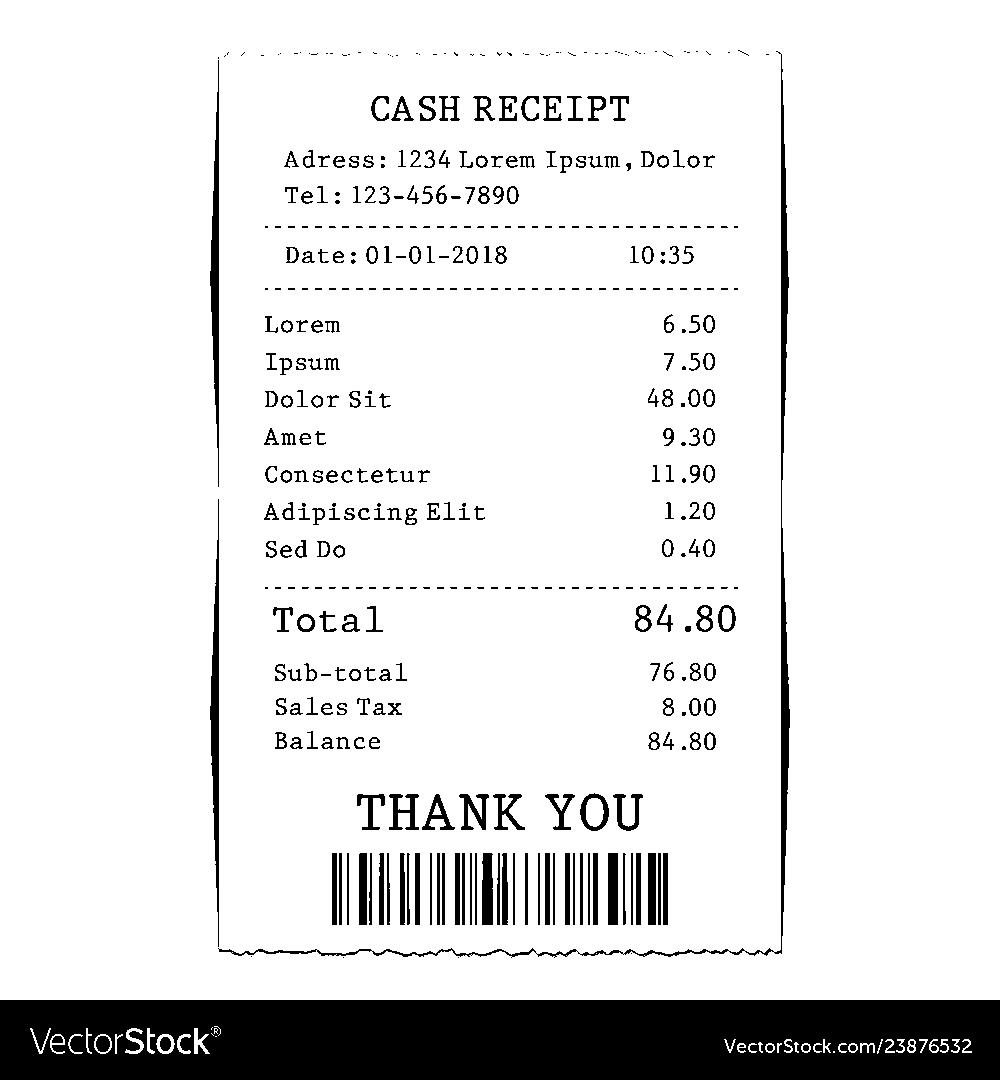 CASH RECEIPT
Adress: 1234 Lorem Ipsum, Dolor
Tel: 123-456-7890
Date: 01-01-2018 10:35
Lorem 6.50
Ipsum 7.50
Dolor Sit 48.00
Amet 9.30
Consectetur 11.90
Adipiscing Elit 1.20
Sed Do 0.40
Total 84.80
Sub-total 76.80
Sales Tax 8.00
Balance 84.80
THANK YOU
VectorStock® VectorStock.com/23876532